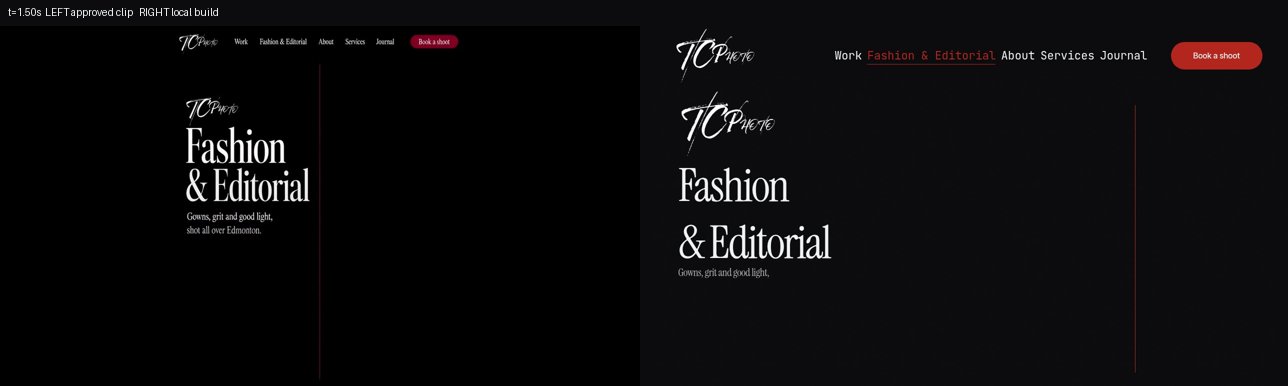 t=1.50s LEFT approved clip RIGHT local build
TCPHOTO Work Fashion & Editorial About Services Journal Book a shoot
TCPHOTO
Fashion
& Editorial
Gowns, grit and good light,
shot all over Edmonton.
TCPHOTO Work Fashion & Editorial About Services Journal Book a shoot
TCPHOTO
Fashion
& Editorial
Gowns, grit and good light,